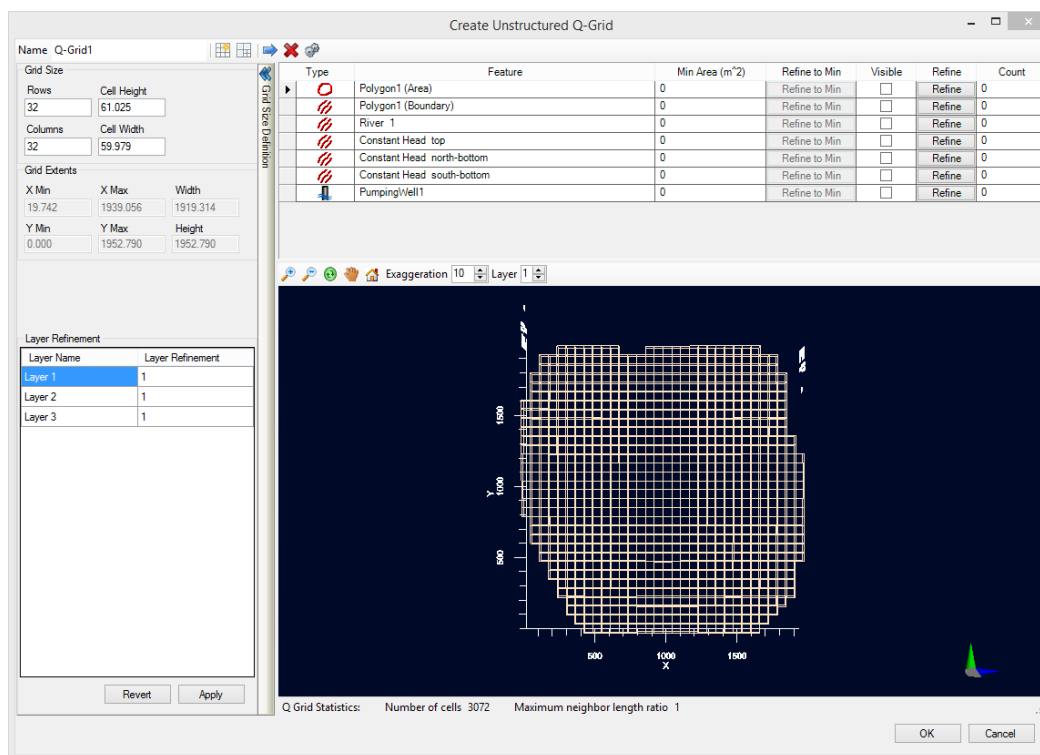 Create Unstructured Q-Grid
Name Q-Grid1
Grid Size
Rows Cell Height
32 61.025
Columns Cell Width
32 59.979
Grid Extents
X Min X Max Width
19.742 1939.056 1919.314
Y Min Y Max Height
0.000 1952.790 1952.790
Layer Refinement
Layer Name Layer Refinement
Layer 1 1
Layer 2 1
Layer 3 1
Revert Apply
Grid Size Definition
Type Feature Min Area (m^2) Refine to Min Visible Refine Count
Polygon1 (Area) 0 Refine to Min Refine 0
Polygon1 (Boundary) 0 Refine to Min Refine 0
River 1 0 Refine to Min Refine 0
Constant Head top 0 Refine to Min Refine 0
Constant Head north-bottom 0 Refine to Min Refine 0
Constant Head south-bottom 0 Refine to Min Refine 0
PumpingWell1 0 Refine to Min Refine 0
Exaggeration 10 Layer 1
1500
Y 1000
500
500 1000 1500
X
Q Grid Statistics: Number of cells 3072 Maximum neighbor length ratio 1
OK Cancel